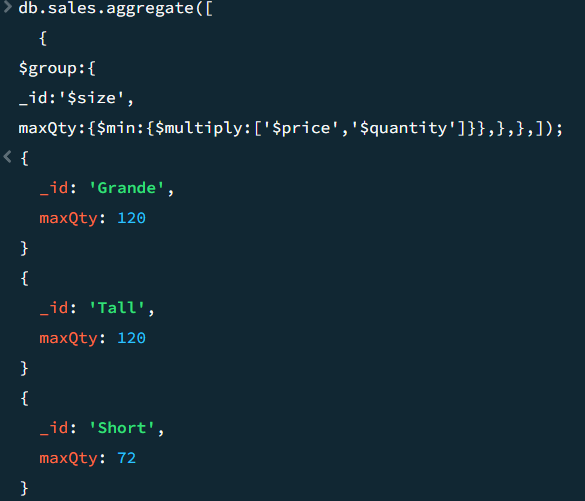 db.sales.aggregate([
{
$group:{
_id:'$size',
maxQty:{$min:{$multiply:['$price','$quantity']}},},},]);
{
_id: 'Grande',
maxQty: 120
}
{
_id: 'Tall',
maxQty: 120
}
{
_id: 'Short',
maxQty: 72
}